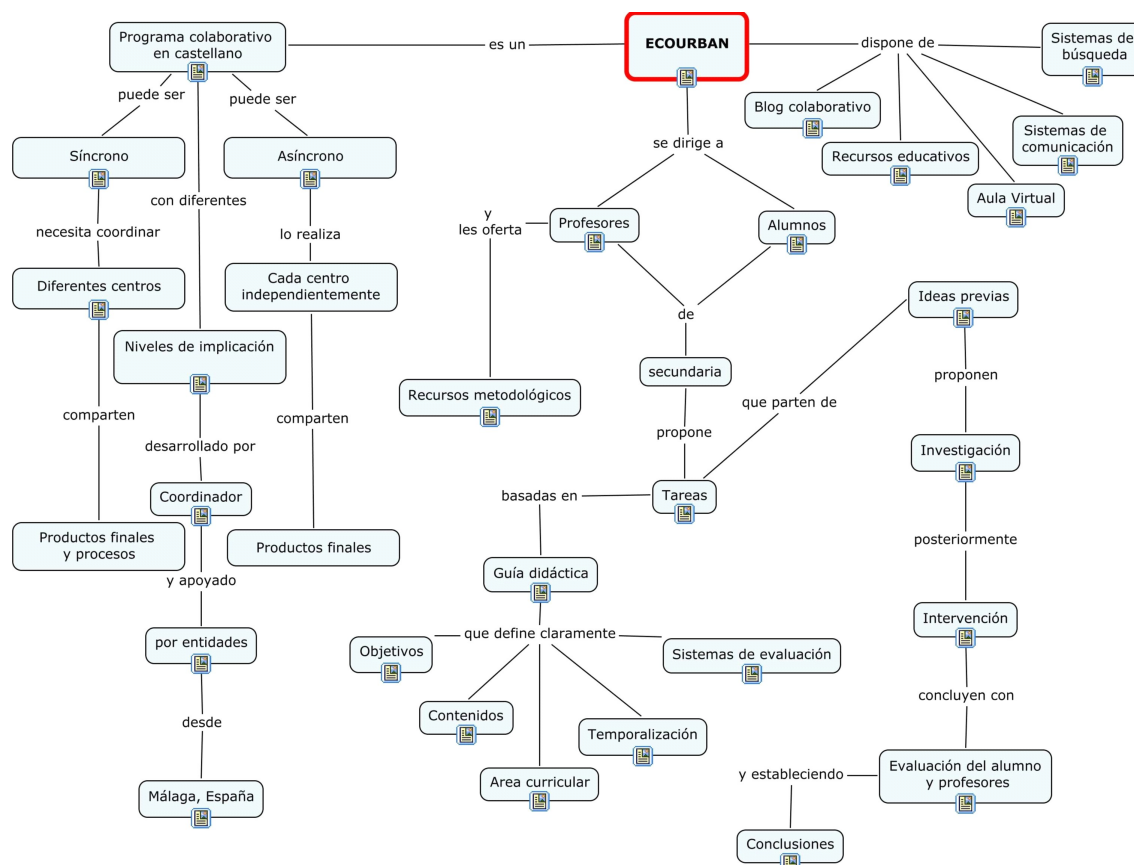 Programa colaborativo
en castellano
es un
ECOURBAN
dispone de
Sistemas de
búsqueda
puede ser
puede ser
Blog colaborativo
Recursos educativos
Sistemas de
comunicación
Aula Virtual
Síncrono
Asíncrono
se dirige a
con diferentes
y
les oferta
Profesores
Alumnos
necesita coordinar
lo realiza
Diferentes centros
Cada centro
independientemente
de
Ideas previas
Niveles de implicación
secundaria
proponen
Recursos metodológicos
que parten de
comparten
comparten
desarrollado por
propone
Investigación
Coordinador
basadas en
Tareas
Productos finales
y procesos
Productos finales
posteriormente
y apoyado
Guía didáctica
Intervención
por entidades
que define claramente
Objetivos
Sistemas de evaluación
Contenidos
Temporalización
Area curricular
concluyen con
desde
Málaga, España
Evaluación del alumno
y profesores
y estableciendo
Conclusiones